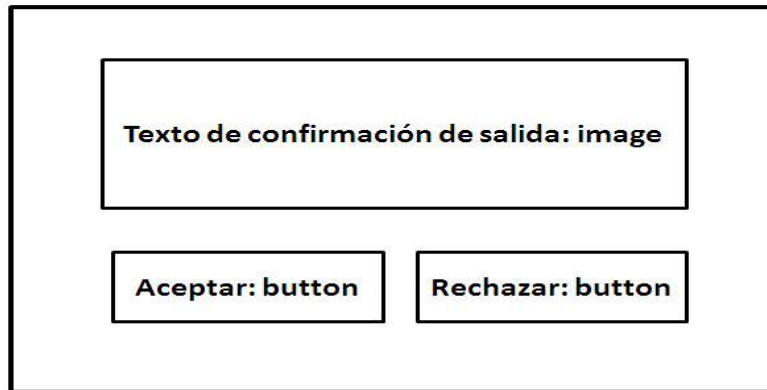 Texto de confirmación de salida: image
Aceptar: button
Rechazar: button